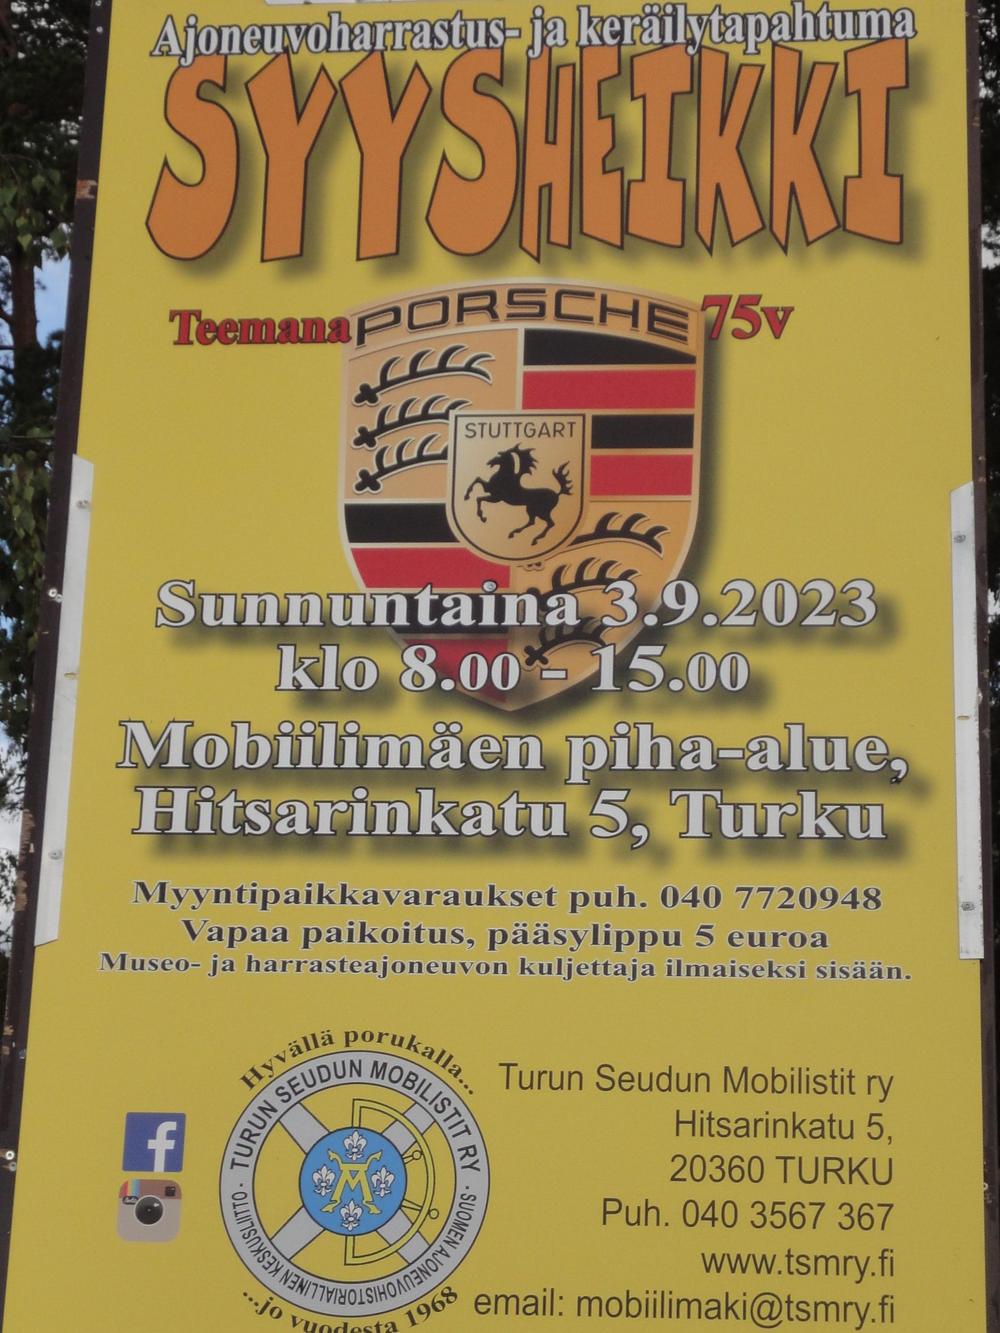 Ajoneuvoharrastus- ja keräilytapahtuma
SYYSHEIKKI
Teemana PORSCHE 75v
STUTTGART
Sunnuntaina 3.9.2023
klo 8.00 - 15.00
Mobiilimäen piha-alue,
Hitsarinkatu 5, Turku
Myyntipaikkavaraukset puh. 040 7720948
Vapaa paikoitus, pääsylippu 5 euroa
Museo- ja harrasteajoneuvon kuljettaja ilmaiseksi sisään.
Hyvällä porukalla...
TURUN SEUDUN MOBILISTIT RY
SUOMEN AJONEUVOHISTORIALLINEN KESKUSLIITTO
...jo vuodesta 1968
f
Turun Seudun Mobilistit ry
Hitsarinkatu 5,
20360 TURKU
Puh. 040 3567 367
www.tsmry.fi
email: mobiilimaki@tsmry.fi